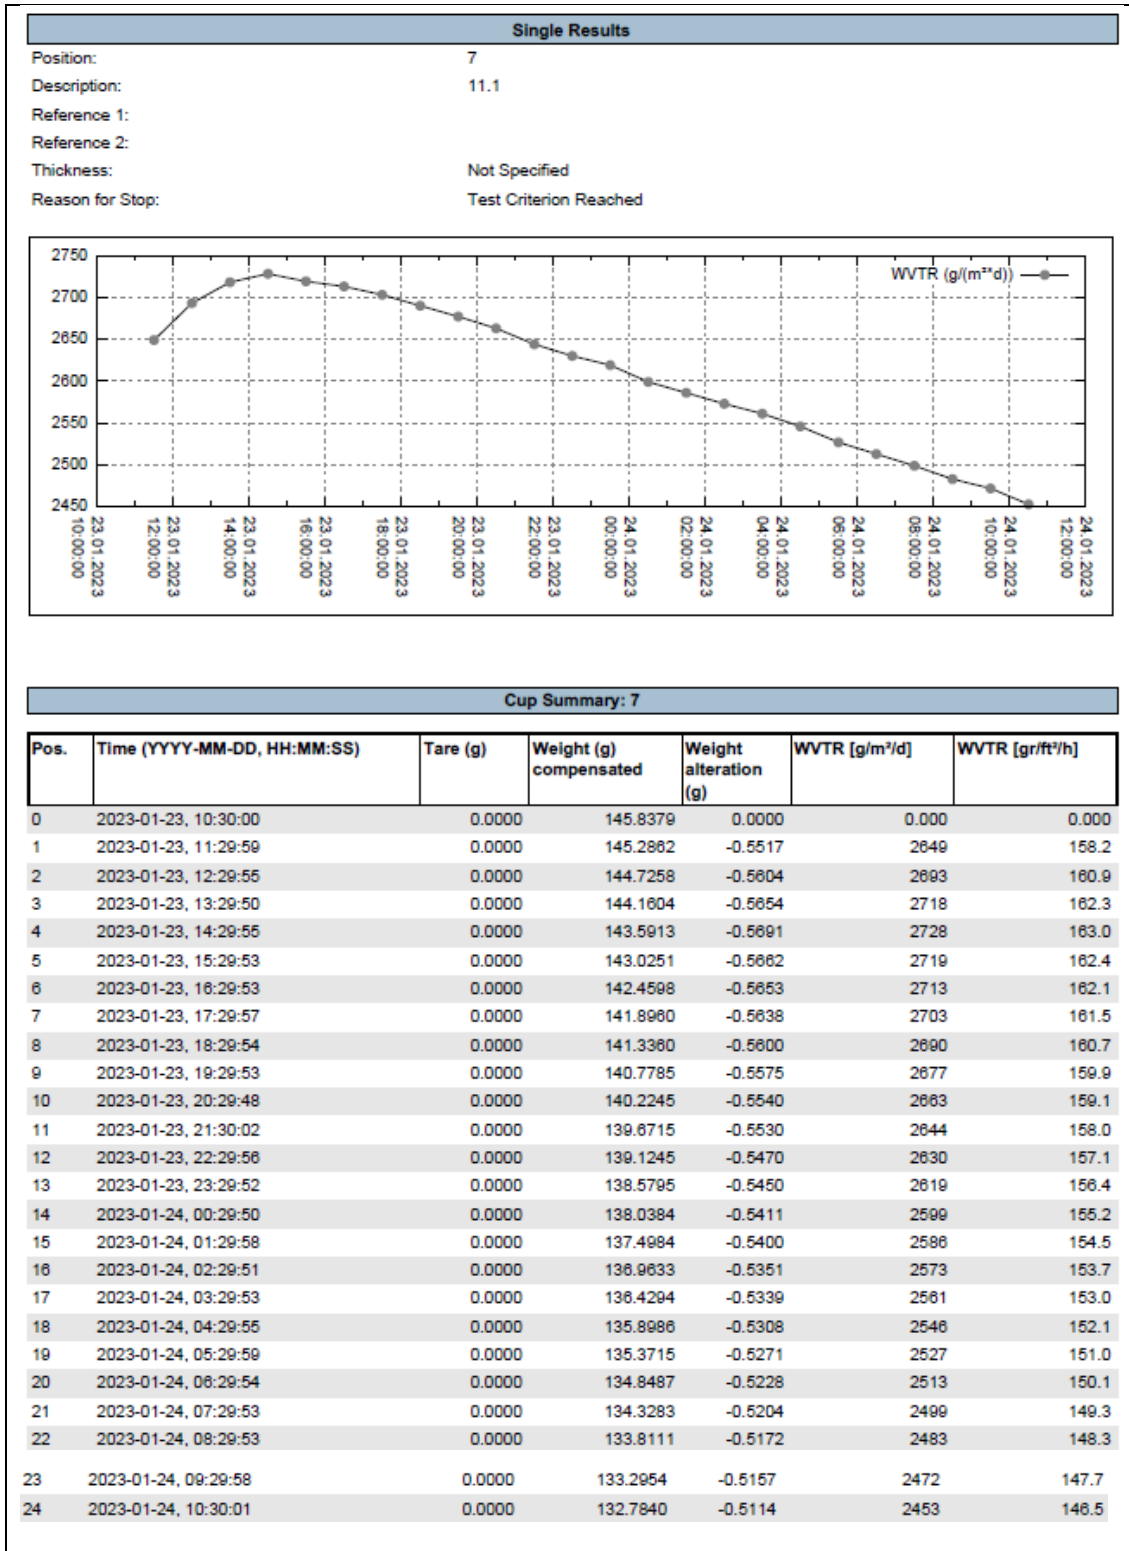 Single Results
Position: 7
Description: 11.1
Reference 1:
Reference 2:
Thickness: Not Specified
Reason for Stop: Test Criterion Reached
WVTR (g/(m²*d))
2750
2700
2650
2600
2550
2500
2450
23.01.2023 10:00:00
23.01.2023 12:00:00
23.01.2023 14:00:00
23.01.2023 16:00:00
23.01.2023 18:00:00
23.01.2023 20:00:00
23.01.2023 22:00:00
24.01.2023 00:00:00
24.01.2023 02:00:00
24.01.2023 04:00:00
24.01.2023 06:00:00
24.01.2023 08:00:00
24.01.2023 10:00:00
24.01.2023 12:00:00
Cup Summary: 7
Pos. Time (YYYY-MM-DD, HH:MM:SS) Tare (g) Weight (g) compensated Weight alteration (g) WVTR [g/m²/d] WVTR [gr/ft²/h]
0 2023-01-23, 10:30:00 0.0000 145.8379 0.0000 0.000 0.000
1 2023-01-23, 11:29:59 0.0000 145.2862 -0.5517 2649 158.2
2 2023-01-23, 12:29:55 0.0000 144.7258 -0.5604 2693 160.9
3 2023-01-23, 13:29:50 0.0000 144.1604 -0.5654 2718 162.3
4 2023-01-23, 14:29:55 0.0000 143.5913 -0.5691 2728 163.0
5 2023-01-23, 15:29:53 0.0000 143.0251 -0.5662 2719 162.4
6 2023-01-23, 16:29:53 0.0000 142.4598 -0.5653 2713 162.1
7 2023-01-23, 17:29:57 0.0000 141.8960 -0.5638 2703 161.5
8 2023-01-23, 18:29:54 0.0000 141.3360 -0.5600 2690 160.7
9 2023-01-23, 19:29:53 0.0000 140.7785 -0.5575 2677 159.9
10 2023-01-23, 20:29:48 0.0000 140.2245 -0.5540 2663 159.1
11 2023-01-23, 21:30:02 0.0000 139.6715 -0.5530 2644 158.0
12 2023-01-23, 22:29:56 0.0000 139.1245 -0.5470 2630 157.1
13 2023-01-23, 23:29:52 0.0000 138.5795 -0.5450 2619 156.4
14 2023-01-24, 00:29:50 0.0000 138.0384 -0.5411 2599 155.2
15 2023-01-24, 01:29:58 0.0000 137.4984 -0.5400 2586 154.5
16 2023-01-24, 02:29:51 0.0000 136.9633 -0.5351 2573 153.7
17 2023-01-24, 03:29:53 0.0000 136.4294 -0.5339 2561 153.0
18 2023-01-24, 04:29:55 0.0000 135.8986 -0.5308 2546 152.1
19 2023-01-24, 05:29:59 0.0000 135.3715 -0.5271 2527 151.0
20 2023-01-24, 06:29:54 0.0000 134.8487 -0.5228 2513 150.1
21 2023-01-24, 07:29:53 0.0000 134.3283 -0.5204 2499 149.3
22 2023-01-24, 08:29:53 0.0000 133.8111 -0.5172 2483 148.3
23 2023-01-24, 09:29:58 0.0000 133.2954 -0.5157 2472 147.7
24 2023-01-24, 10:30:01 0.0000 132.7840 -0.5114 2453 146.5